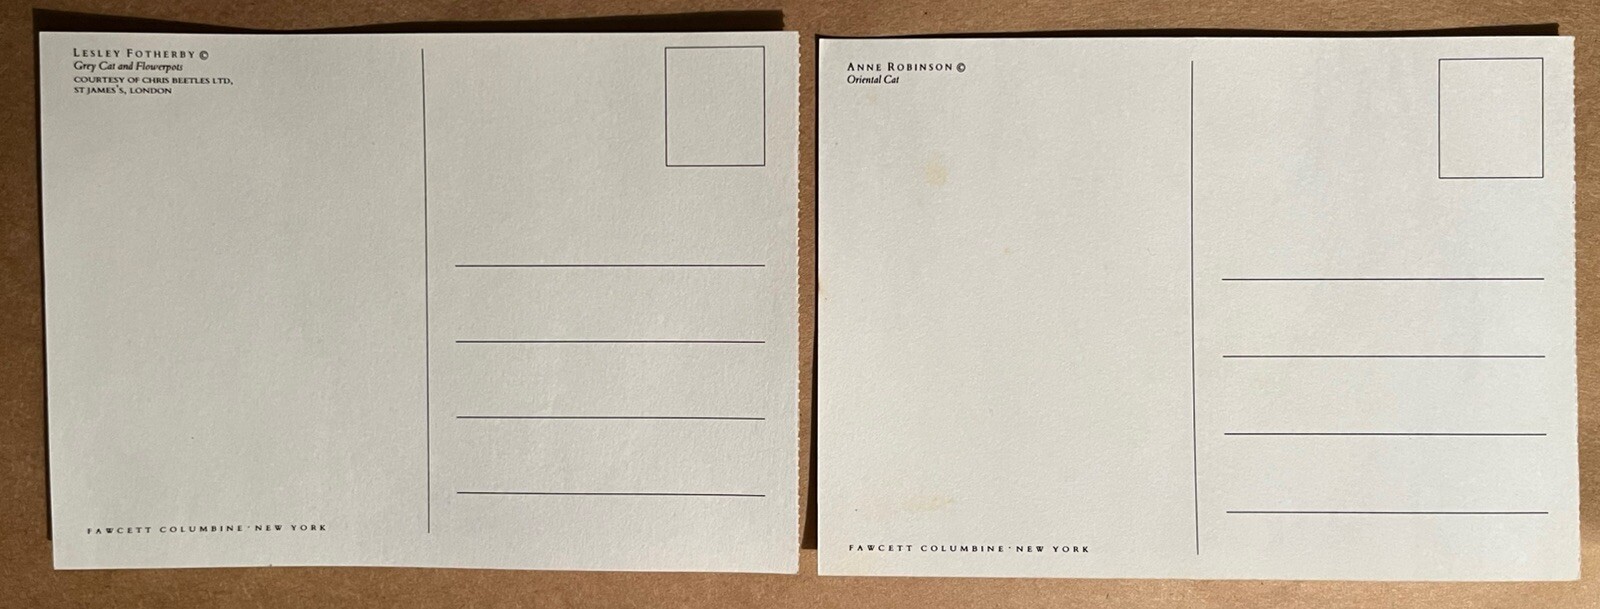 LESLEY FOTHERBY ©
Grey Cat and Flowerpots
COURTESY OF CHRIS BEETLES LTD,
ST JAMES'S, LONDON
FAWCETT COLUMBINE · NEW YORK
ANNE ROBINSON ©
Oriental Cat
FAWCETT COLUMBINE · NEW YORK